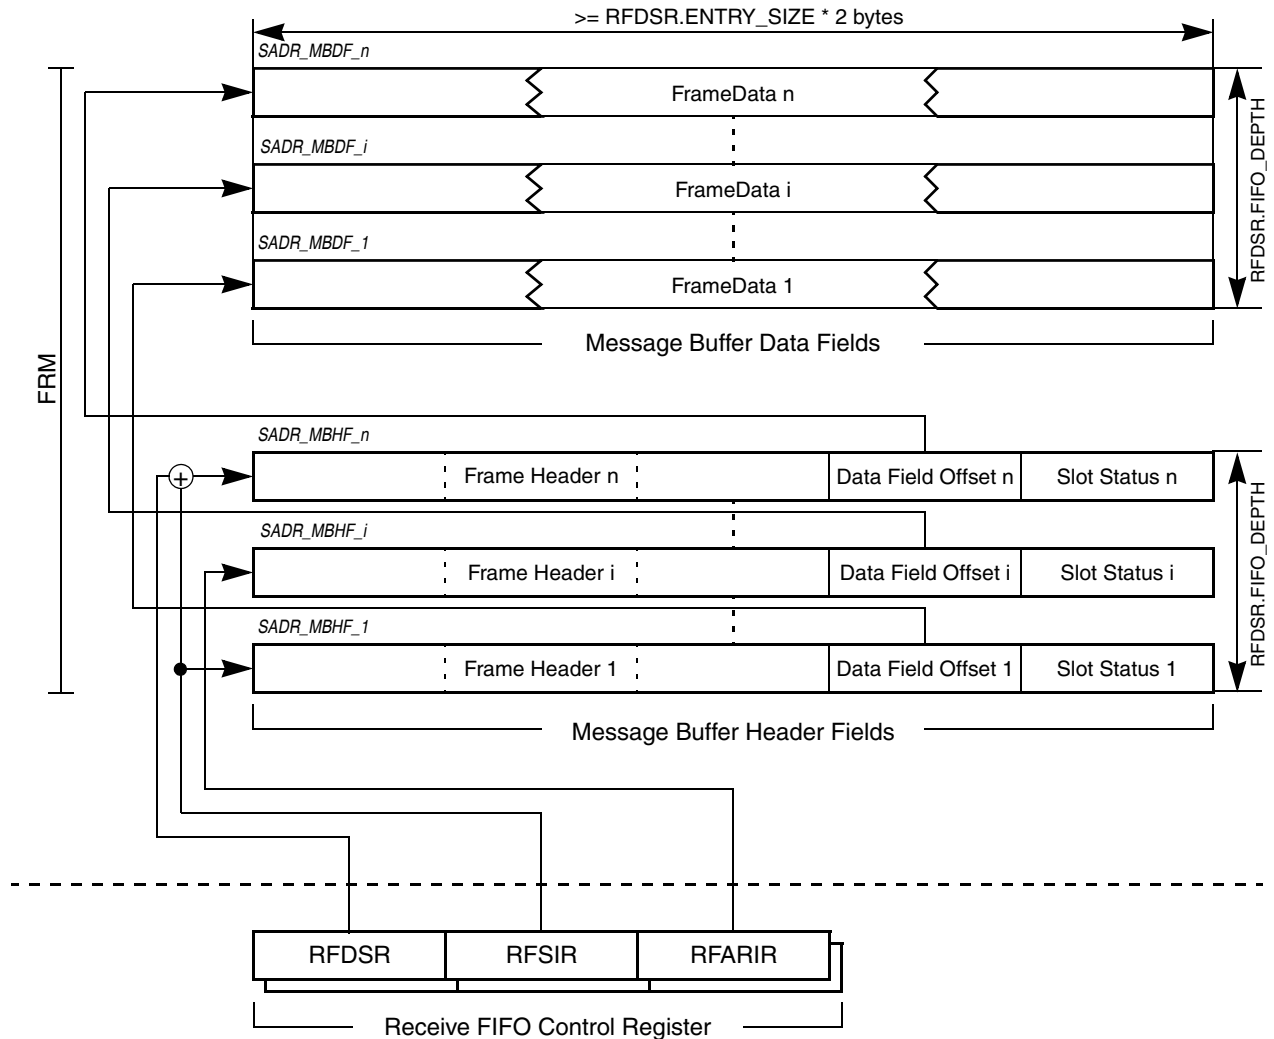 >= RFDSR.ENTRY_SIZE * 2 bytes
SADR_MBDF_n
FrameData n
SADR_MBDF_i
FrameData i
SADR_MBDF_1
FrameData 1
RFDSR.FIFO_DEPTH
Message Buffer Data Fields
FRM
SADR_MBHF_n
+
Frame Header n
Data Field Offset n
Slot Status n
SADR_MBHF_i
Frame Header i
Data Field Offset i
Slot Status i
SADR_MBHF_1
Frame Header 1
Data Field Offset 1
Slot Status 1
RFDSR.FIFO_DEPTH
Message Buffer Header Fields
RFDSR
RFSIR
RFARIR
Receive FIFO Control Register